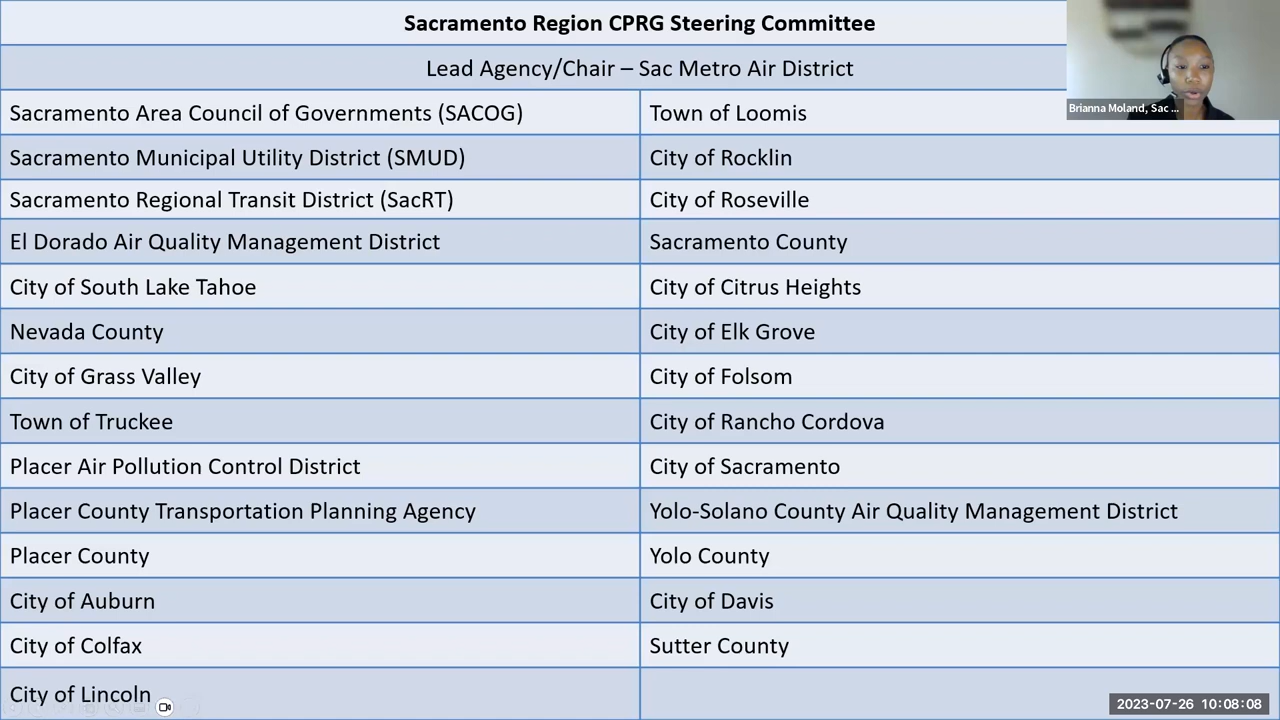 Sacramento Region CPRG Steering Committee
Lead Agency/Chair – Sac Metro Air District
Brianna Moland, Sac ...
Sacramento Area Council of Governments (SACOG)
Town of Loomis
Sacramento Municipal Utility District (SMUD)
City of Rocklin
Sacramento Regional Transit District (SacRT)
City of Roseville
El Dorado Air Quality Management District
Sacramento County
City of South Lake Tahoe
City of Citrus Heights
Nevada County
City of Elk Grove
City of Grass Valley
City of Folsom
Town of Truckee
City of Rancho Cordova
Placer Air Pollution Control District
City of Sacramento
Placer County Transportation Planning Agency
Yolo-Solano County Air Quality Management District
Placer County
Yolo County
City of Auburn
City of Davis
City of Colfax
Sutter County
City of Lincoln
2023-07-26 10:08:08